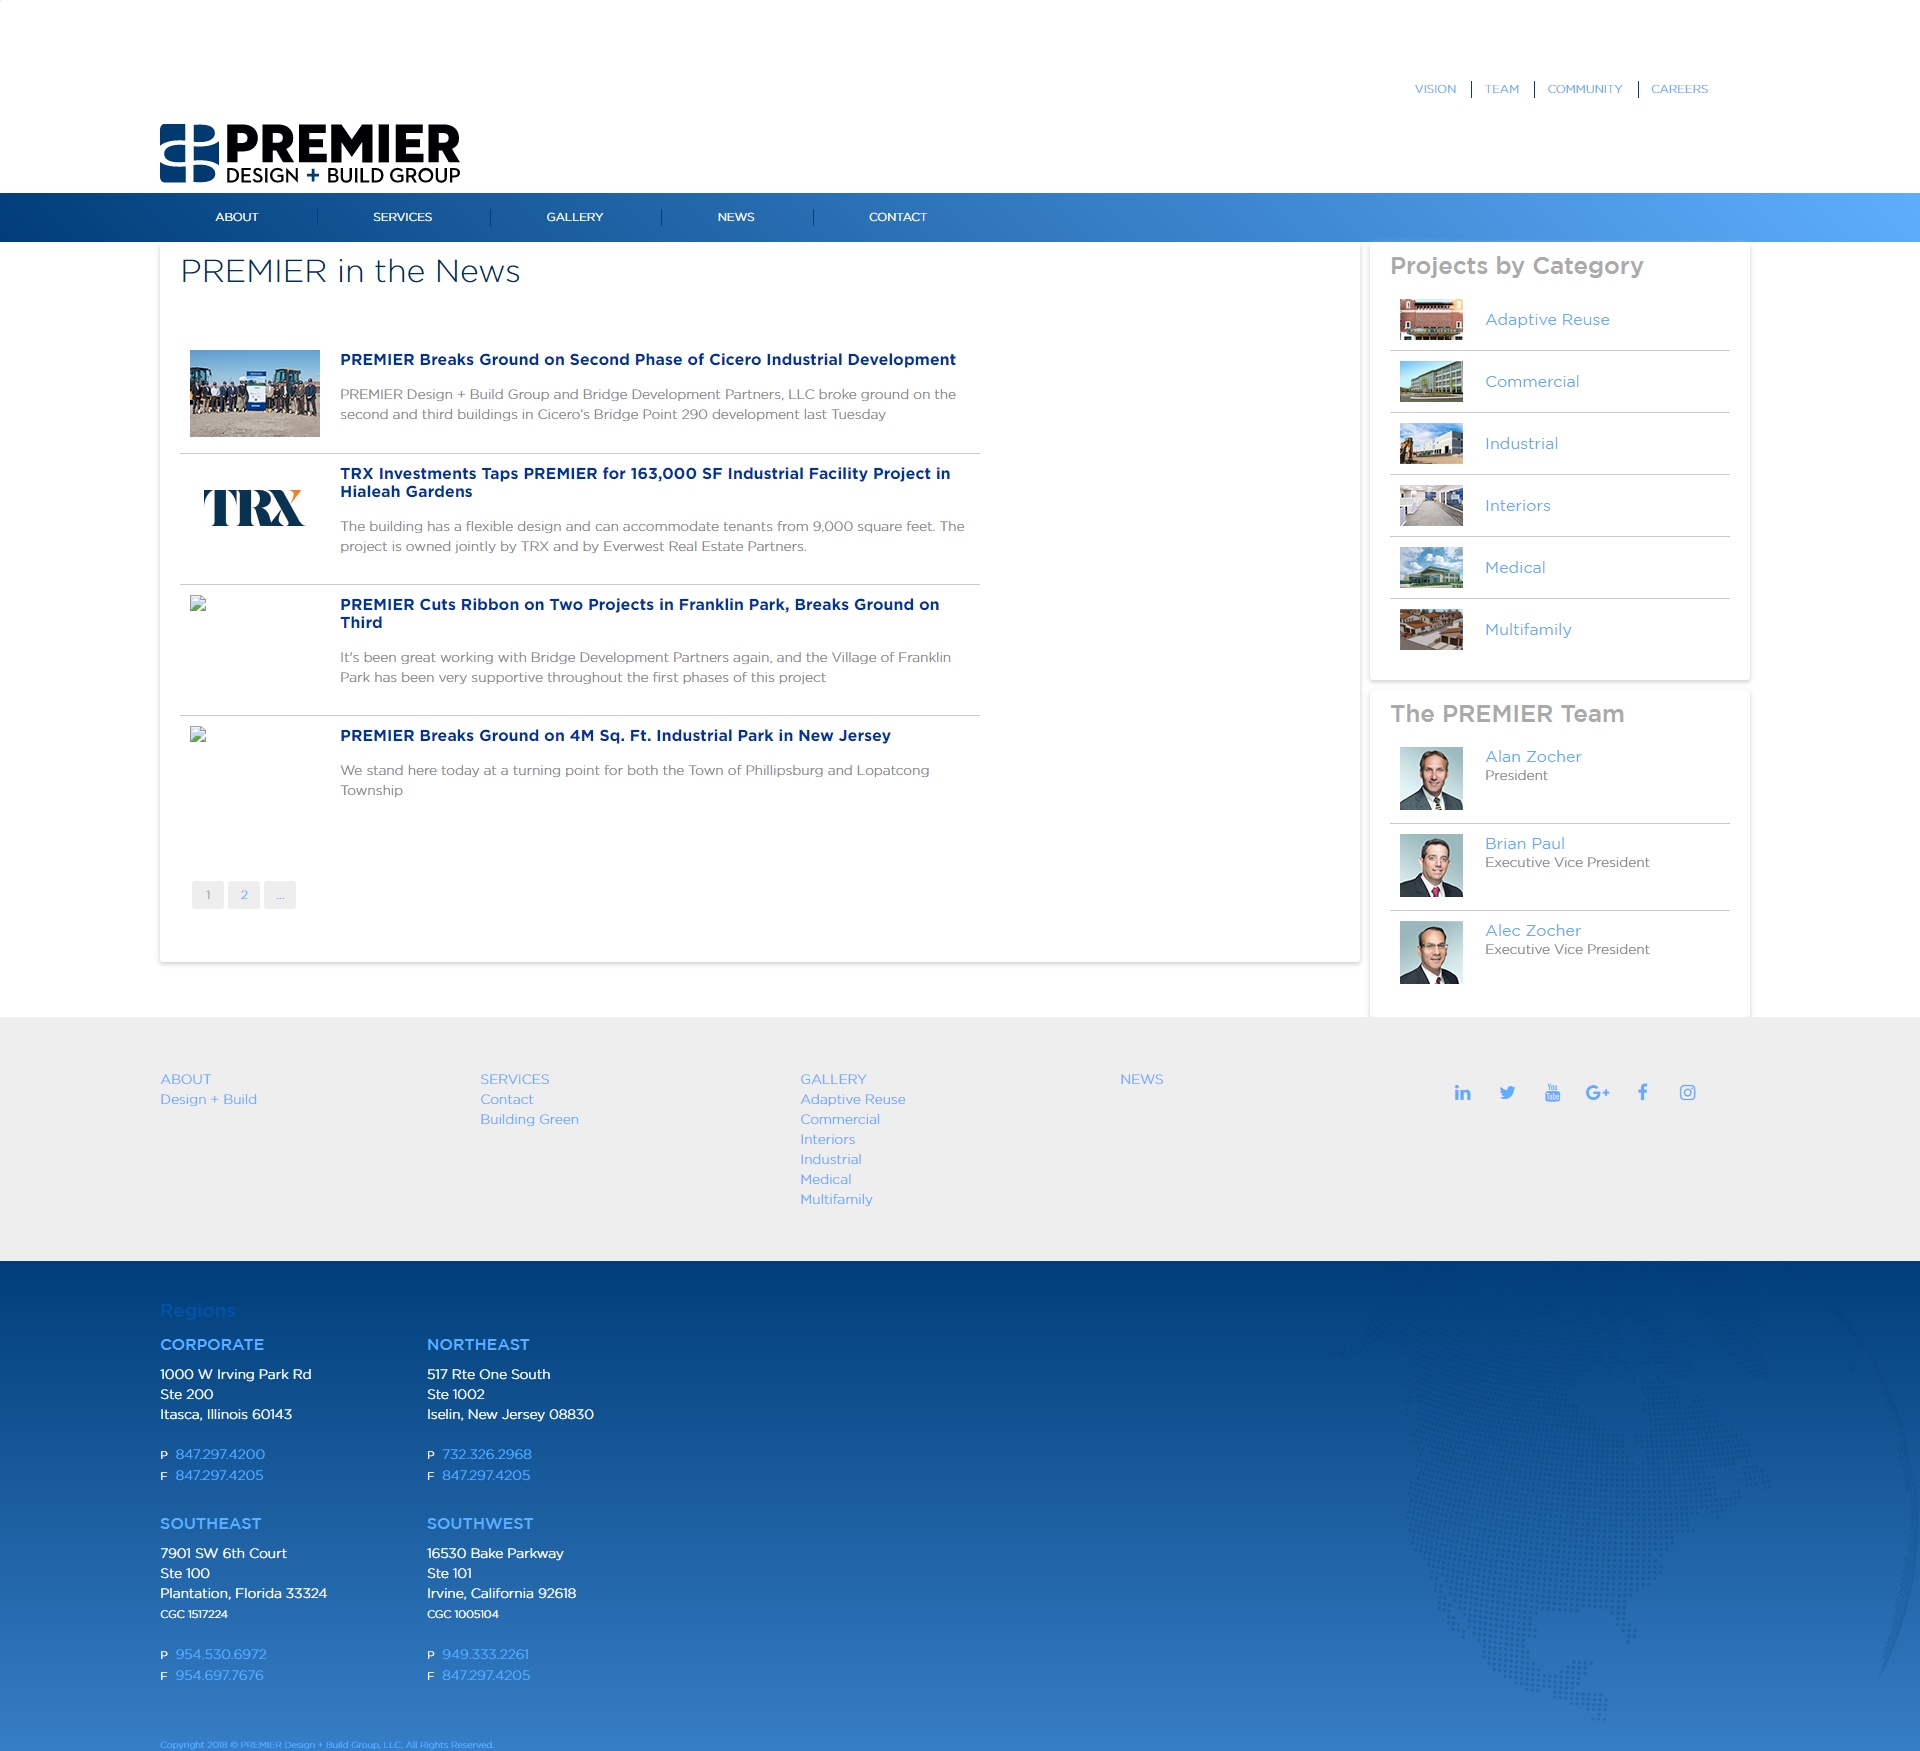 VISION
TEAM
COMMUNITY
CAREERS
PREMIER
DESIGN + BUILD GROUP
ABOUT
SERVICES
GALLERY
NEWS
CONTACT
PREMIER in the News
PREMIER Breaks Ground on Second Phase of Cicero Industrial Development
PREMIER Design + Build Group and Bridge Development Partners, LLC broke ground on the
second and third buildings in Cicero's Bridge Point 290 development last Tuesday
TRX
TRX Investments Taps PREMIER for 163,000 SF Industrial Facility Project in
Hialeah Gardens
The building has a flexible design and can accommodate tenants from 9,000 square feet. The
project is owned jointly by TRX and by Everwest Real Estate Partners.
PREMIER Cuts Ribbon on Two Projects in Franklin Park, Breaks Ground on
Third
It's been great working with Bridge Development Partners again, and the Village of Franklin
Park has been very supportive throughout the first phases of this project
PREMIER Breaks Ground on 4M Sq. Ft. Industrial Park in New Jersey
We stand here today at a turning point for both the Town of Phillipsburg and Lopatcong
Township
1 2 ...
Projects by Category
Adaptive Reuse
Commercial
Industrial
Interiors
Medical
Multifamily
The PREMIER Team
Alan Zocher
President
Brian Paul
Executive Vice President
Alec Zocher
Executive Vice President
ABOUT
Design + Build
SERVICES
Contact
Building Green
GALLERY
Adaptive Reuse
Commercial
Interiors
Industrial
Medical
Multifamily
NEWS
Regions
CORPORATE
1000 W Irving Park Rd
Ste 200
Itasca, Illinois 60143
P 847.297.4200
F 847.297.4205
NORTHEAST
517 Rte One South
Ste 1002
Iselin, New Jersey 08830
P 732.326.2968
F 847.297.4205
SOUTHEAST
7901 SW 6th Court
Ste 100
Plantation, Florida 33324
CGC 1517224
P 954.530.6972
F 954.697.7676
SOUTHWEST
16530 Bake Parkway
Ste 101
Irvine, California 92618
CGC 1005104
P 949.333.2261
F 847.297.4205
Copyright 2018 © PREMIER Design + Build Group, LLC. All Rights Reserved.